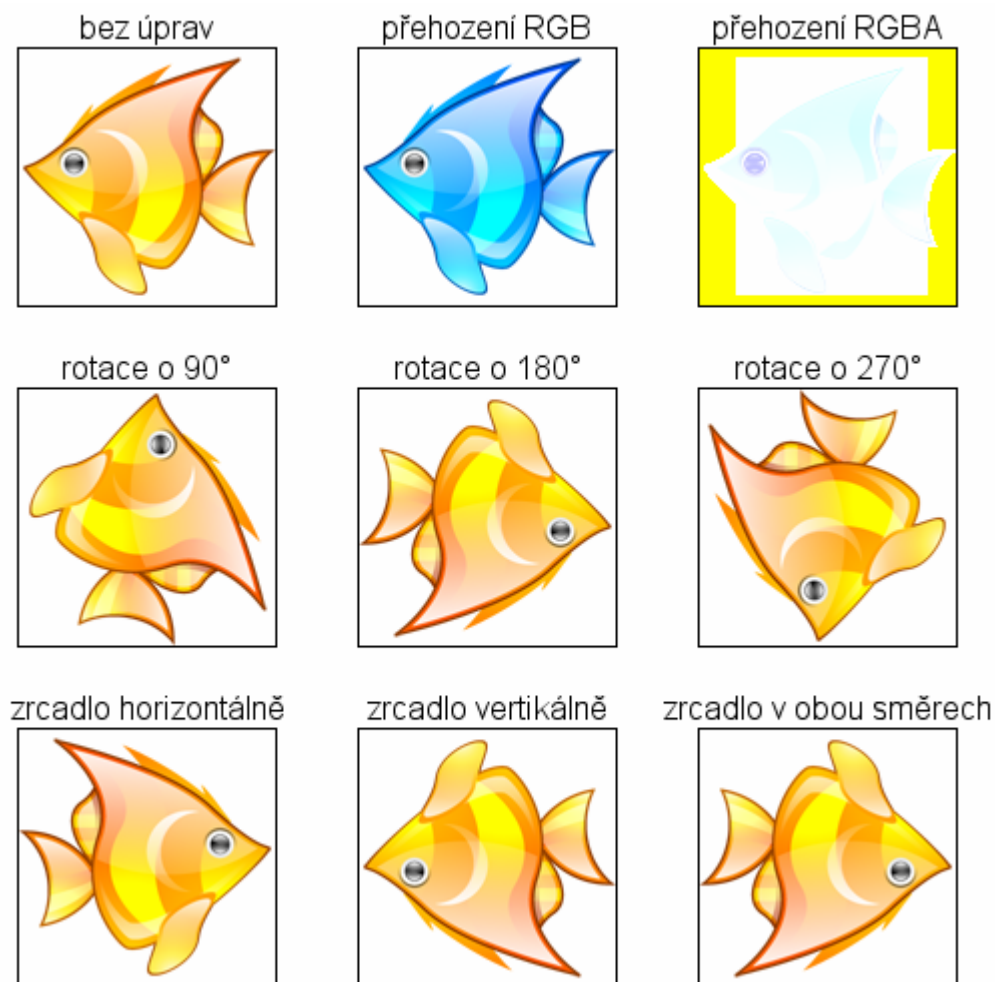 bez úprav
přehození RGB
přehození RGBA
rotace o 90°
rotace o 180°
rotace o 270°
zrcadlo horizontálně
zrcadlo vertikálně
zrcadlo v obou směrech